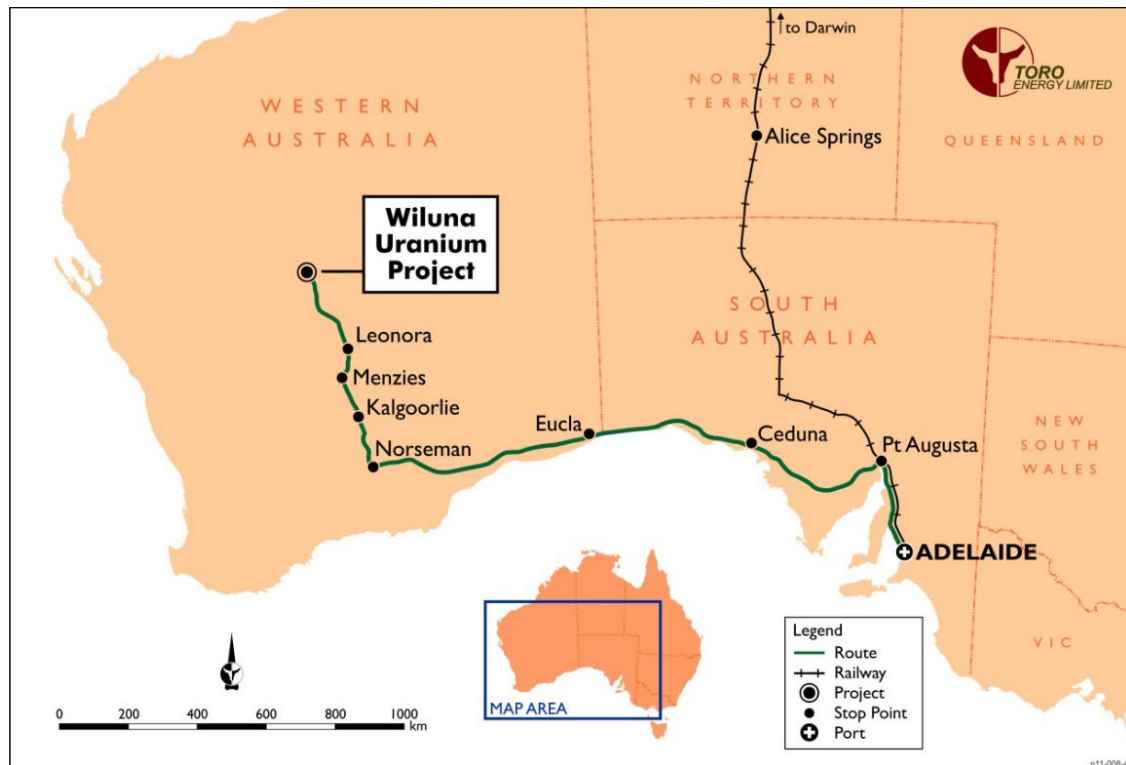 to Darwin
TORO
ENERGY LIMITED
NORTHERN
TERRITORY
WESTERN
AUSTRALIA
Alice Springs
QUEENSLAND
Wiluna
Uranium
Project
SOUTH
AUSTRALIA
Leonora
Menzies
Kalgoorlie
Norseman
Eucla
Ceduna
Pt Augusta
NEW
SOUTH
WALES
ADELAIDE
VIC
Legend
Route
Railway
Project
Stop Point
Port
MAP AREA
0 200 400 600 800 1000
km